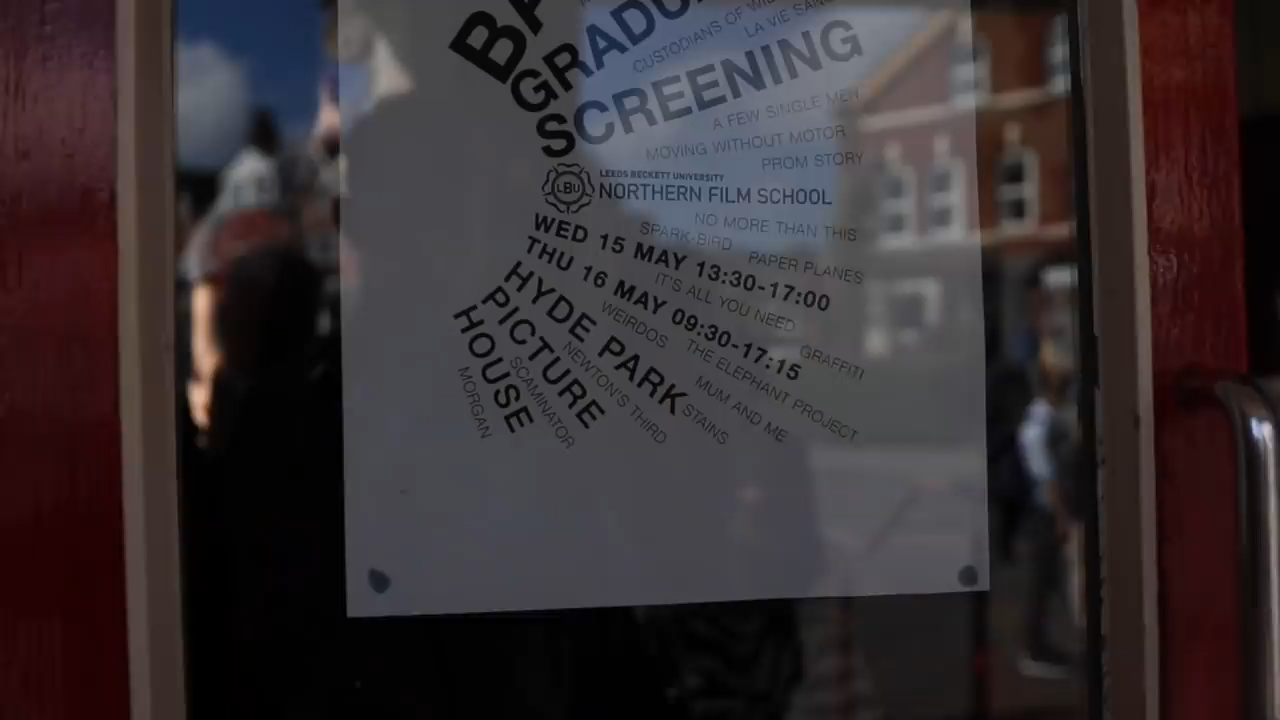 CUSTODIANS OF
LA VIE
SCREENING
A FEW SINGLE MEN
MOVING WITHOUT MOTOR
PROM STORY
LBU
LEEDS BECKETT UNIVERSITY
NORTHERN FILM SCHOOL
NO MORE THAN THIS
SPARK-BIRD
PAPER PLANES
WED 15 MAY 13:30-17:00
IT'S ALL YOU NEED
GRAFFITI
THU 16 MAY 09:30-17:15
WEIRDOS
THE ELEPHANT PROJECT
MUM AND ME
HYDE PARK
STAINS
NEWTON'S THIRD
PICTURE
SCAMINATOR
HOUSE
MORGAN